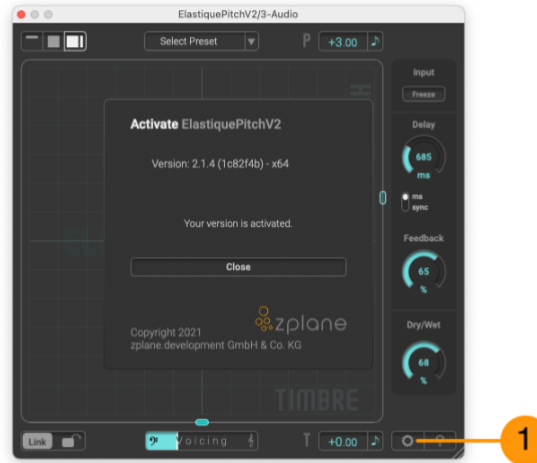 ElastiquePitchV2/3-Audio
Select Preset
P +3.00
Input
Freeze
Activate ElastiquePitchV2
Delay
Version: 2.1.4 (1c82f4b) - x64
685
ms
ms
sync
Your version is activated.
Feedback
Close
65
%
zplane
Copyright 2021
zplane.development GmbH & Co. KG
Dry/Wet
68
%
TIMBRE
Link
Voicing
T +0.00
?
1